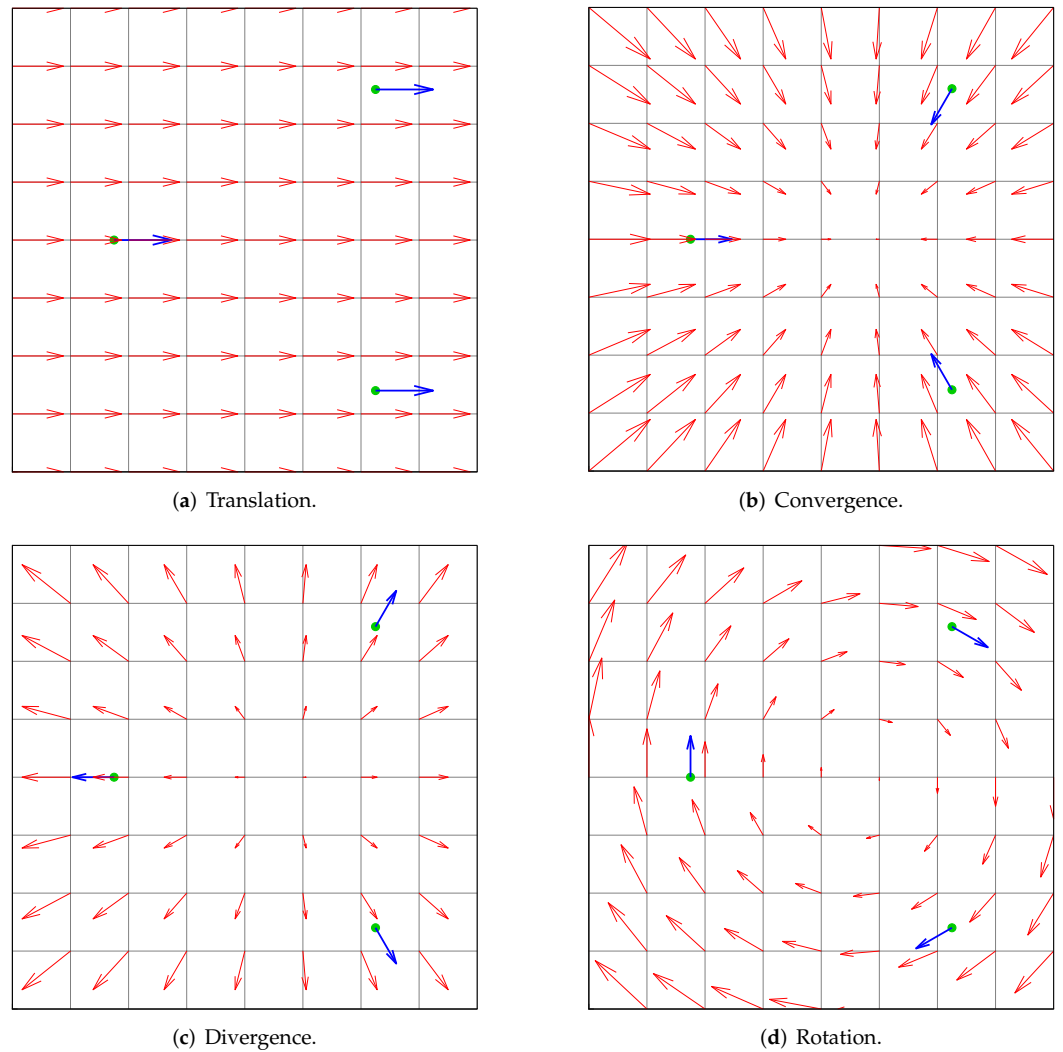 (a) Translation.
(b) Convergence.
(c) Divergence.
(d) Rotation.